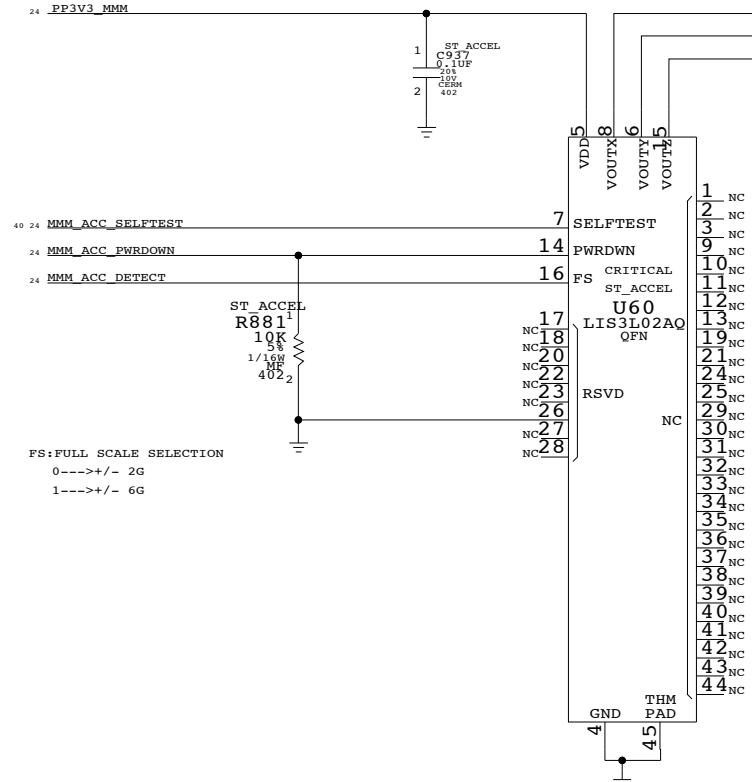 24 PP3V3_MMM
1 ST_ACCEL
C937
0.1UF
20%
10V
CERM
2 402
5 8 6 15
VDD VOUTX VOUTY VOUTZ
40 24 MMM_ACC_SELFTEST 7 SELFTEST
24 MMM_ACC_PWRDOWN 14 PWRDWN
24 MMM_ACC_DETECT 16 FS
CRITICAL
ST_ACCEL
U60
LIS3L02AQ
QFN
ST_ACCEL
R881 1
10K
5%
1/16W
MF
402 2
NC 17
NC 18
NC 20
NC 22
NC 23
26
NC 27
NC 28
RSVD
NC
1 NC
2 NC
3 NC
9 NC
10 NC
11 NC
12 NC
13 NC
19 NC
21 NC
24 NC
25 NC
29 NC
30 NC
31 NC
32 NC
33 NC
34 NC
35 NC
36 NC
37 NC
38 NC
39 NC
40 NC
41 NC
42 NC
43 NC
44 NC
FS:FULL SCALE SELECTION
0--->+/- 2G
1--->+/- 6G
THM
GND PAD
4 45